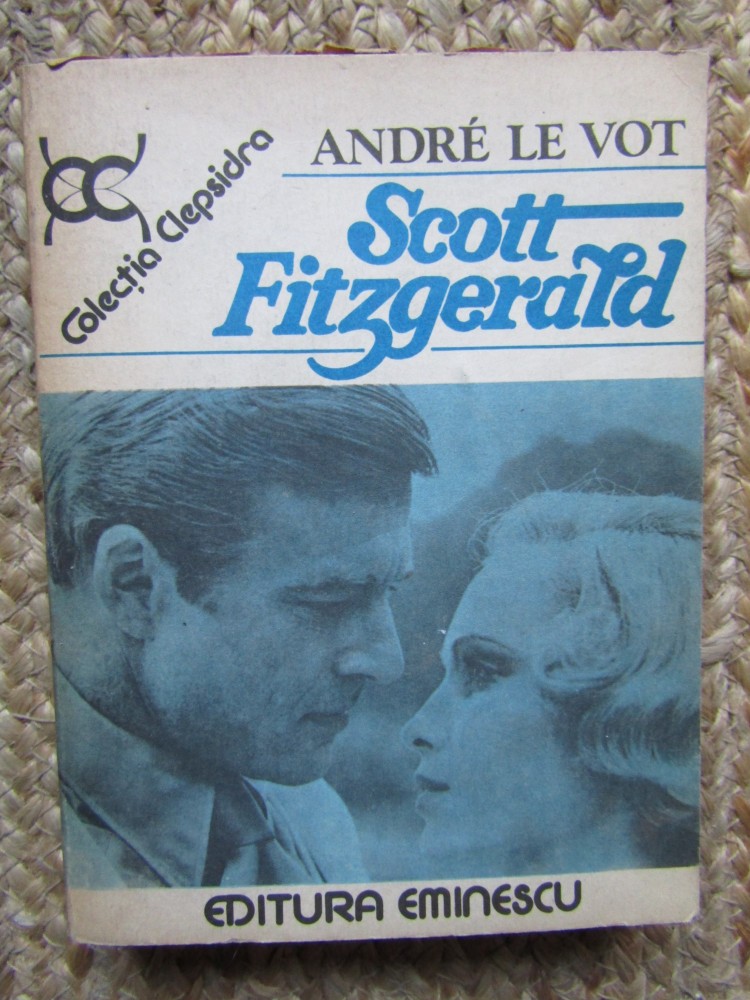 Colecția Clepsidra
ANDRÉ LE VOT
Scott
Fitzgerald
EDITURA EMINESCU